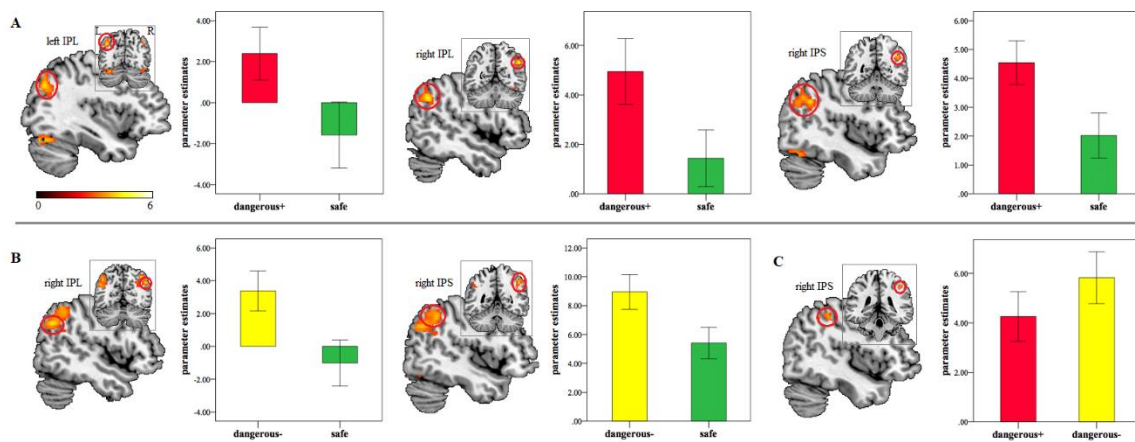 A
left IPL
L
R
0
6
parameter estimates
4.00
2.00
.00
-2.00
-4.00
dangerous+
safe
right IPL
parameter estimates
6.00
4.00
2.00
.00
dangerous+
safe
right IPS
parameter estimates
6.00
5.00
4.00
3.00
2.00
1.00
.00
dangerous+
safe
B
right IPL
parameter estimates
6.00
4.00
2.00
.00
-2.00
-4.00
dangerous-
safe
right IPS
parameter estimates
12.00
10.00
8.00
6.00
4.00
2.00
.00
dangerous-
safe
C
right IPS
parameter estimates
6.00
4.00
2.00
.00
dangerous+
dangerous-